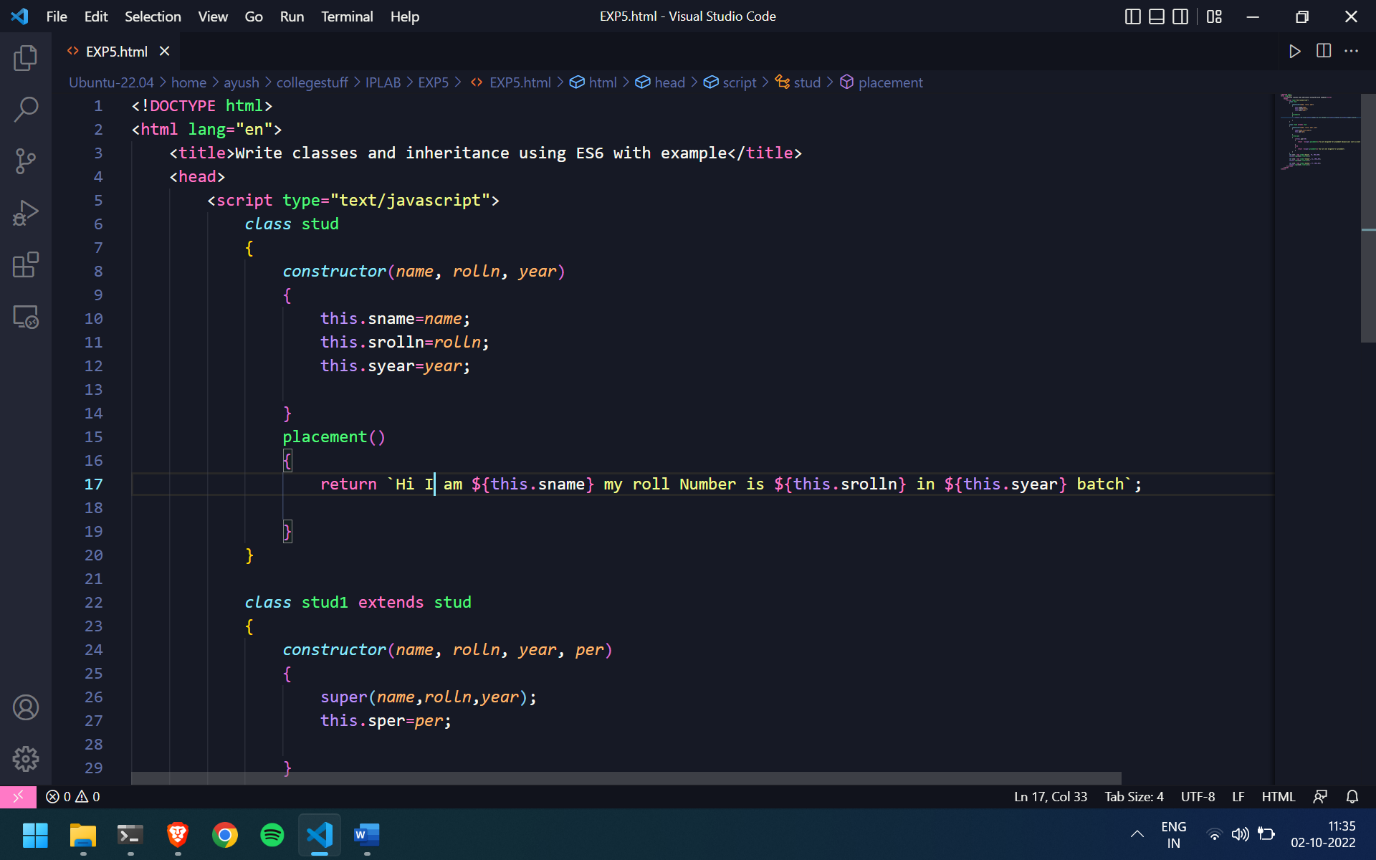 File Edit Selection View Go Run Terminal Help EXP5.html - Visual Studio Code
<> EXP5.html ×
Ubuntu-22.04 > home > ayush > collegestuff > IPLAB > EXP5 > <> EXP5.html > html > head > script > stud > placement
1 <!DOCTYPE html>
2 <html lang="en">
3     <title>Write classes and inheritance using ES6 with example</title>
4     <head>
5         <script type="text/javascript">
6             class stud
7             {
8                 constructor(name, rolln, year)
9                 {
10                     this.sname=name;
11                     this.srolln=rolln;
12                     this.syear=year;
13
14                 }
15                 placement()
16                 {
17                     return `Hi I am ${this.sname} my roll Number is ${this.srolln} in ${this.syear} batch`;
18
19                 }
20             }
21
22             class stud1 extends stud
23             {
24                 constructor(name, rolln, year, per)
25                 {
26                     super(name,rolln,year);
27                     this.sper=per;
28
29                 }
0 0 Ln 17, Col 33 Tab Size: 4 UTF-8 LF HTML
ENG 11:35
IN 02-10-2022